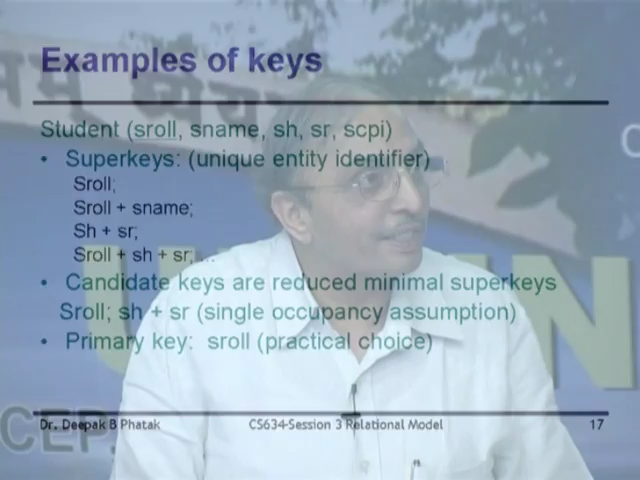 Examples of keys
Student (sroll, sname, sh, sr, scpi)
• Superkeys: (unique entity identifier)
Sroll;
Sroll + sname;
Sh + sr;
Sroll + sh + sr; ...
• Candidate keys are reduced minimal superkeys
Sroll; sh + sr (single occupancy assumption)
• Primary key: sroll (practical choice)
CEP
Dr. Deepak B Phatak
CS634-Session 3 Relational Model
17